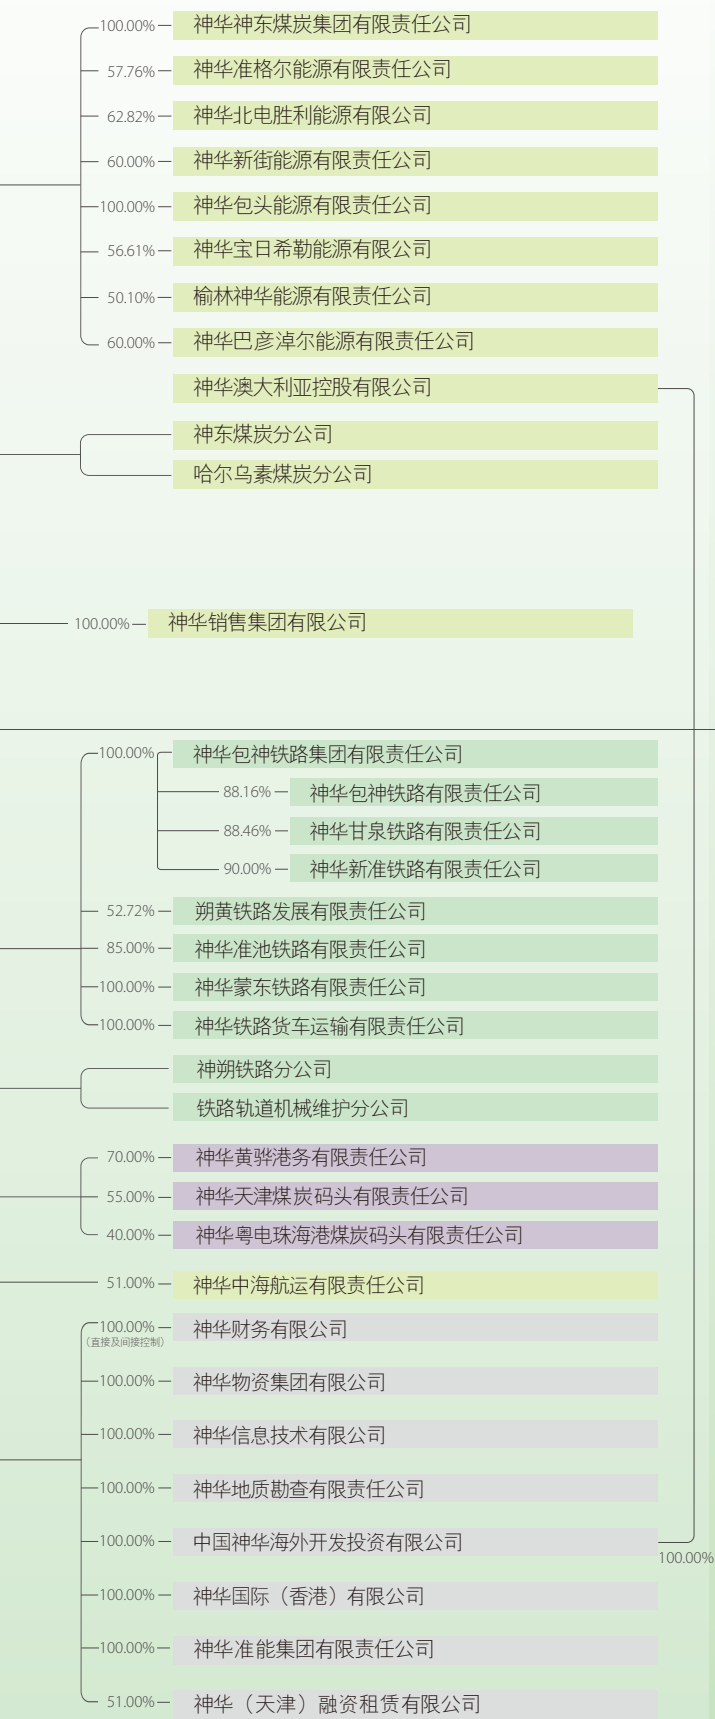 100.00% 神华神东煤炭集团有限责任公司
57.76% 神华准格尔能源有限责任公司
62.82% 神华北电胜利能源有限公司
60.00% 神华新街能源有限责任公司
100.00% 神华包头能源有限责任公司
56.61% 神华宝日希勒能源有限公司
50.10% 榆林神华能源有限责任公司
60.00% 神华巴彦淖尔能源有限责任公司
神华澳大利亚控股有限公司
神东煤炭分公司
哈尔乌素煤炭分公司
100.00% 神华销售集团有限公司
100.00% 神华包神铁路集团有限责任公司
88.16% 神华包神铁路有限责任公司
88.46% 神华甘泉铁路有限责任公司
90.00% 神华新准铁路有限责任公司
52.72% 朔黄铁路发展有限责任公司
85.00% 神华准池铁路有限责任公司
100.00% 神华蒙东铁路有限责任公司
100.00% 神华铁路货车运输有限责任公司
神朔铁路分公司
铁路轨道机械维护分公司
70.00% 神华黄骅港务有限责任公司
55.00% 神华天津煤炭码头有限责任公司
40.00% 神华粤电珠海港煤炭码头有限责任公司
51.00% 神华中海航运有限责任公司
100.00% 神华财务有限公司
（直接及间接控制）
100.00% 神华物资集团有限公司
100.00% 神华信息技术有限公司
100.00% 神华地质勘查有限责任公司
100.00% 中国神华海外开发投资有限公司
100.00%
100.00% 神华国际（香港）有限公司
100.00% 神华准能集团有限责任公司
51.00% 神华（天津）融资租赁有限公司